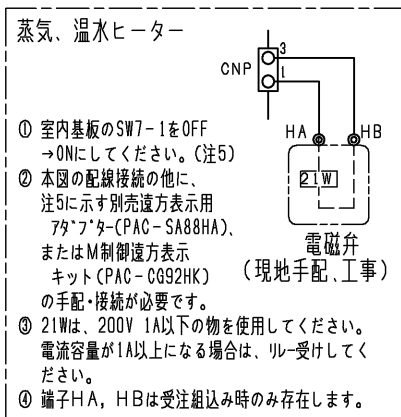 蒸気、温水ヒーター
CNP
3
1
HA
HB
21W
電磁弁
(現地手配、工事)
① 室内基板のSW7-1をOFF
→ONにしてください。(注5)
② 本図の配線接続の他に、
注5に示す別売遠方表示用
アダプター(PAC-SA88HA)、
またはM制御遠方表示
キット(PAC-CG92HK)
の手配・接続が必要です。
③ 21Wは、200V 1A以下の物を使用してください。
電流容量が1A以上になる場合は、リレー受けしてく
ださい。
④ 端子HA, HBは受注組込み時のみ存在します。